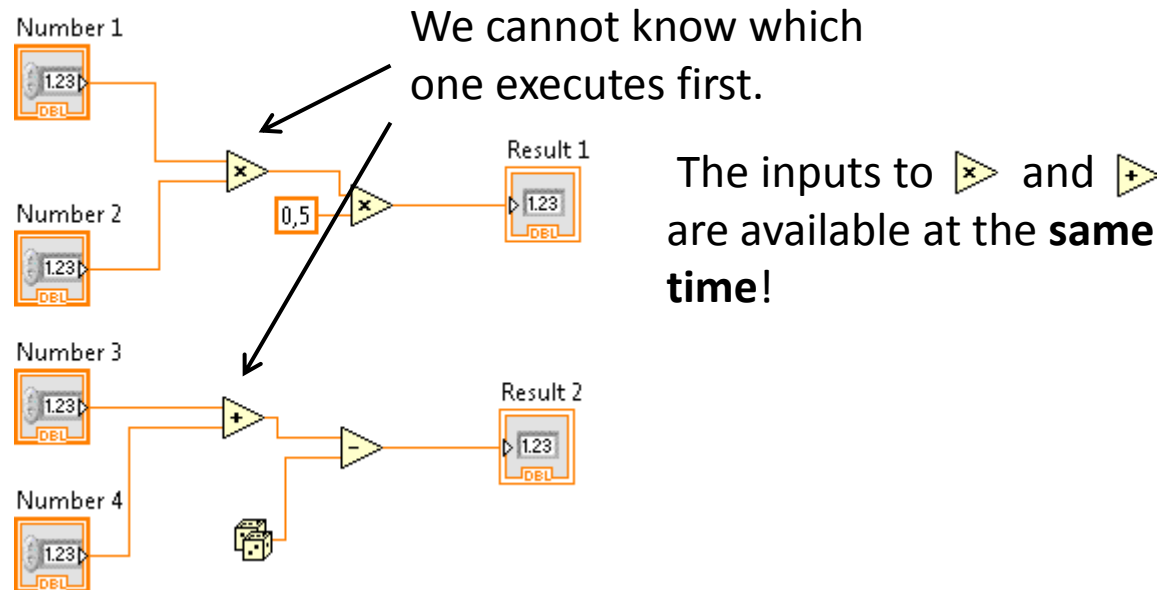 Number 1
1.23
DBL
We cannot know which
one executes first.
×
×
Result 1
1.23
DBL
Number 2
1.23
DBL
0,5
The inputs to × and +
are available at the same
time!
Number 3
1.23
DBL
+
-
Result 2
1.23
DBL
Number 4
1.23
DBL